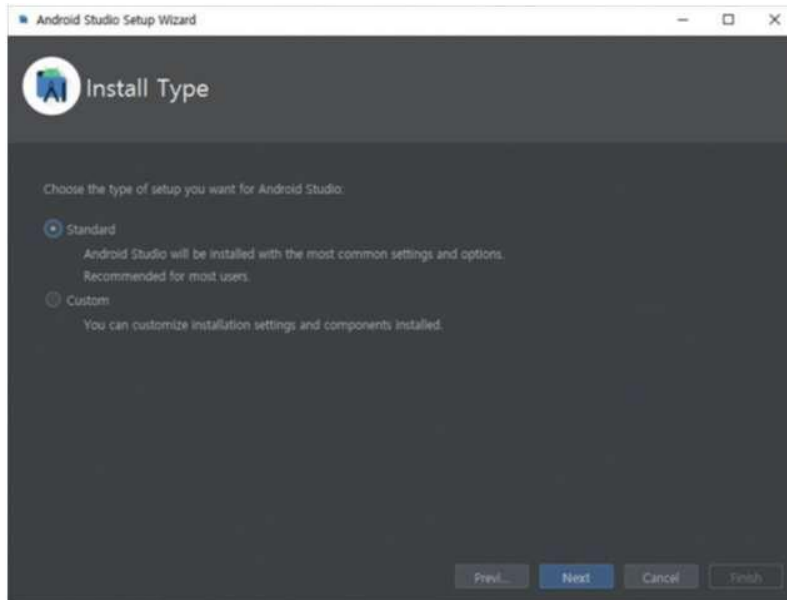 Android Studio Setup Wizard
Install Type
Choose the type of setup you want for Android Studio:
Standard
Android Studio will be installed with the most common settings and options.
Recommended for most users.
Custom
You can customize installation settings and components installed.
Previ...
Next
Cancel
Finish